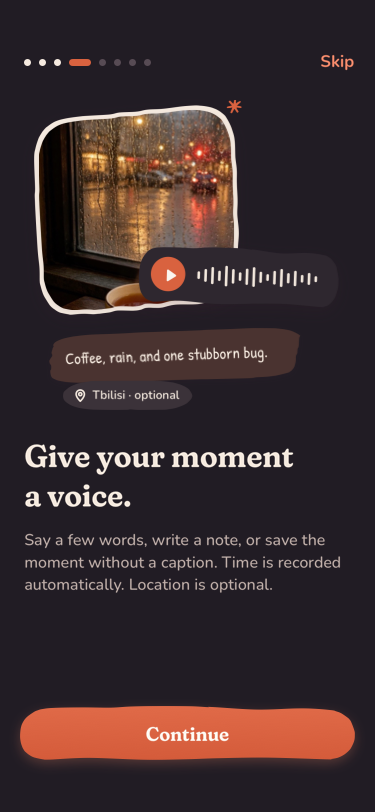 Skip
Coffee, rain, and one stubborn bug.
Tbilisi · optional
Give your moment
a voice.
Say a few words, write a note, or save the
moment without a caption. Time is recorded
automatically. Location is optional.
Continue